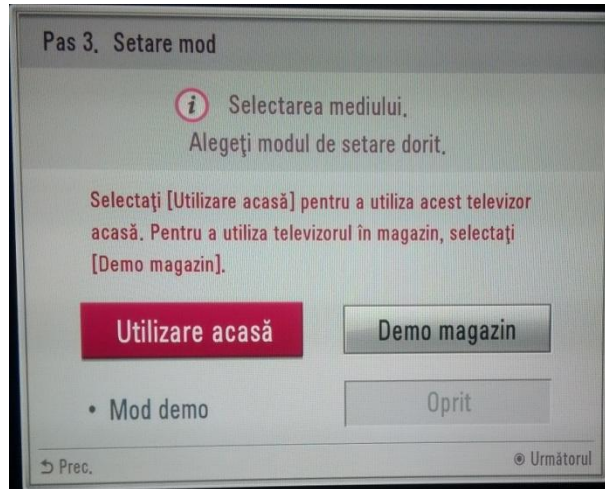 Pas 3. Setare mod
i Selectarea mediului.
Alegeţi modul de setare dorit.
Selectaţi [Utilizare acasă] pentru a utiliza acest televizor
acasă. Pentru a utiliza televizorul în magazin, selectaţi
[Demo magazin].
Utilizare acasă Demo magazin
• Mod demo Oprit
Prec. Următorul